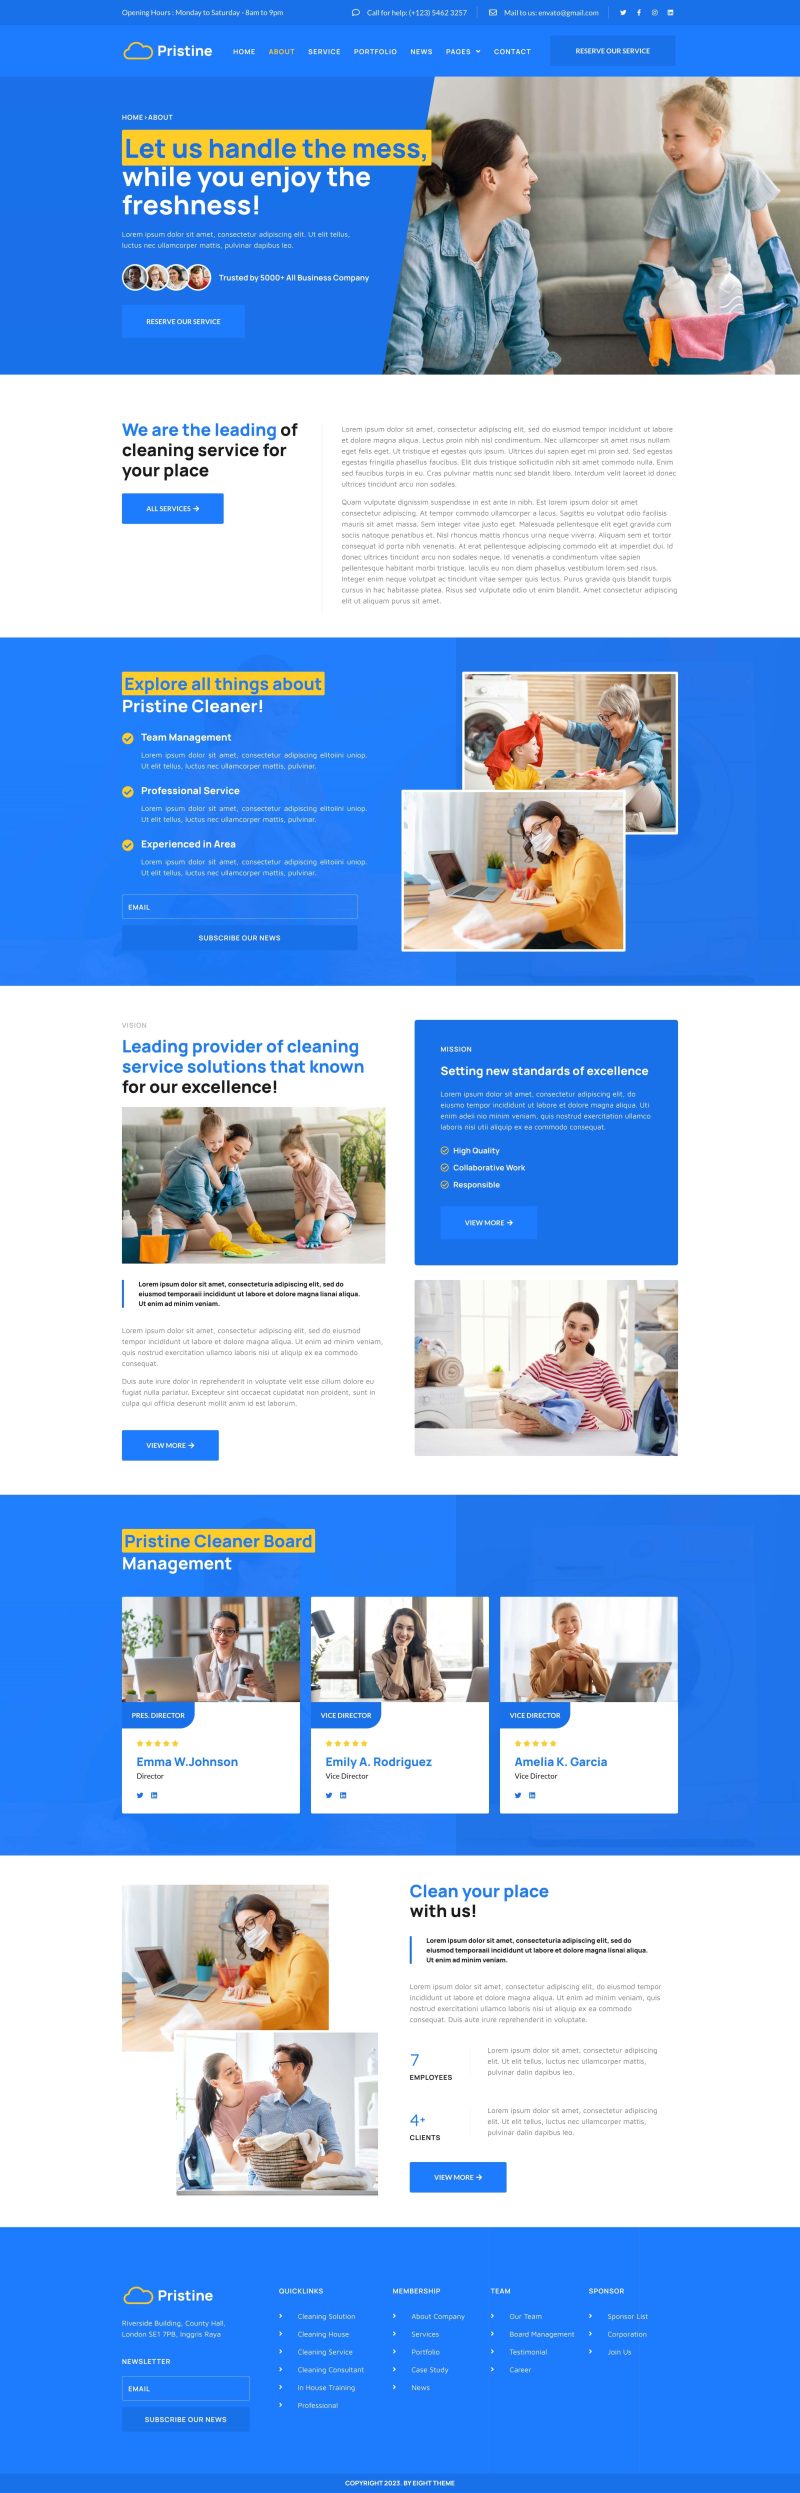 Opening Hours : Monday to Saturday - 8am to 9pm
Call for help: (+123) 5462 3257
Mail to us: envato@gmail.com
Pristine
HOME ABOUT SERVICE PORTFOLIO NEWS PAGES CONTACT
RESERVE OUR SERVICE
HOME › ABOUT
Let us handle the mess,
while you enjoy the
freshness!
Lorem ipsum dolor sit amet, consectetur adipiscing elit. Ut elit tellus,
luctus nec ullamcorper mattis, pulvinar dapibus leo.
Trusted by 5000+ All Business Company
RESERVE OUR SERVICE
We are the leading of
cleaning service for
your place
ALL SERVICES
Lorem ipsum dolor sit amet, consectetur adipiscing elit, sed do eiusmod tempor incididunt ut labore
et dolore magna aliqua. Lectus proin nibh nisl condimentum. Nec ullamcorper sit amet risus nullam
eget felis eget. Ut tristique et egestas quis ipsum. Ultrices dui sapien eget mi proin sed. Sed egestas
egestas fringilla phasellus faucibus. Elit duis tristique sollicitudin nibh sit amet commodo nulla. Enim
sed faucibus turpis in eu. Cras pulvinar mattis nunc sed blandit libero. Interdum velit laoreet id donec
ultrices tincidunt arcu non sodales.
Quam vulputate dignissim suspendisse in est ante in nibh. Est lorem ipsum dolor sit amet
consectetur adipiscing. At tempor commodo ullamcorper a lacus. Sagittis eu volutpat odio facilisis
mauris sit amet massa. Sem integer vitae justo eget. Malesuada pellentesque elit eget gravida cum
sociis natoque penatibus et. Nisl rhoncus mattis rhoncus urna neque viverra. Aliquam sem et tortor
consequat id porta nibh venenatis. At erat pellentesque adipiscing commodo elit at imperdiet dui. Id
donec ultrices tincidunt arcu non sodales neque. Id venenatis a condimentum vitae sapien
pellentesque habitant morbi tristique. Iaculis eu non diam phasellus vestibulum lorem sed risus.
Integer enim neque volutpat ac tincidunt vitae semper quis lectus. Purus gravida quis blandit turpis
cursus in hac habitasse platea. Risus sed vulputate odio ut enim blandit. Amet consectetur adipiscing
elit ut aliquam purus sit amet.
Explore all things about
Pristine Cleaner!
Team Management
Lorem ipsum dolor sit amet, consectetur adipiscing elitoiini uniop.
Ut elit tellus, luctus nec ullamcorper mattis, pulvinar.
Professional Service
Lorem ipsum dolor sit amet, consectetur adipiscing elitoiini uniop.
Ut elit tellus, luctus nec ullamcorper mattis, pulvinar.
Experienced in Area
Lorem ipsum dolor sit amet, consectetur adipiscing elitoiini uniop.
Ut elit tellus, luctus nec ullamcorper mattis, pulvinar.
EMAIL
SUBSCRIBE OUR NEWS
VISION
Leading provider of cleaning
service solutions that known
for our excellence!
Lorem ipsum dolor sit amet, consecteturia adipiscing elit, sed do
eiusmod temporaaii incididunt ut labore et dolore magna lisnai aliqua.
Ut enim ad minim veniam.
Lorem ipsum dolor sit amet, consectetur adipiscing elit, sed do eiusmod
tempor incididunt ut labore et dolore magna aliqua. Ut enim ad minim veniam,
quis nostrud exercitation ullamco laboris nisi ut aliquip ex ea commodo
consequat.
Duis aute irure dolor in reprehenderit in voluptate velit esse cillum dolore eu
fugiat nulla pariatur. Excepteur sint occaecat cupidatat non proident, sunt in
culpa qui officia deserunt mollit anim id est laborum.
VIEW MORE
MISSION
Setting new standards of excellence
Lorem ipsum dolor sit amet, consectetur adipiscing elit, do
eiusmo tempor incididunt ut labore et dolore magna aliqua. Uti
enim adeii nio minim veniam, quis nostrud exercitation ullamco
laboris nisi utii aliquip ex ea commodo consequat.
High Quality
Collaborative Work
Responsible
VIEW MORE
Pristine Cleaner Board
Management
PRES. DIRECTOR
Emma W.Johnson
Director
VICE DIRECTOR
Emily A. Rodriguez
Vice Director
VICE DIRECTOR
Amelia K. Garcia
Vice Director
Clean your place
with us!
Lorem ipsum dolor sit amet, consecteturia adipiscing elit, sed do
eiusmod temporaaii incididunt ut labore et dolore magna lisnai aliqua.
Ut enim ad minim veniam.
Lorem ipsum dolor sit amet, consectetur adipiscing elit, sed do eiusmod tempor
incididunt ut labore et dolore magna aliqua. Ut enim ad minim veniam, quis
nostrud exercitationi ullamco laboris nisi ut aliquip ex ea commodo
consequat. Duis aute irure reprehenderit in voluptate.
7
EMPLOYEES
Lorem ipsum dolor sit amet, consectetur adipiscing
elit. Ut elit tellus, luctus nec ullamcorper mattis,
pulvinar dalin dapibus leo.
4+
CLIENTS
Lorem ipsum dolor sit amet, consectetur adipiscing
elit. Ut elit tellus, luctus nec ullamcorper mattis,
pulvinar dalin dapibus leo.
VIEW MORE
Pristine
Riverside Building, County Hall,
London SE1 7PB, Inggris Raya
NEWSLETTER
EMAIL
SUBSCRIBE OUR NEWS
QUICKLINKS
Cleaning Solution
Cleaning House
Cleaning Service
Cleaning Consultant
In House Training
Professional
MEMBERSHIP
About Company
Services
Portfolio
Case Study
News
TEAM
Our Team
Board Management
Testimonial
Career
SPONSOR
Sponsor List
Corporation
Join Us
COPYRIGHT 2023. BY EIGHT THEME